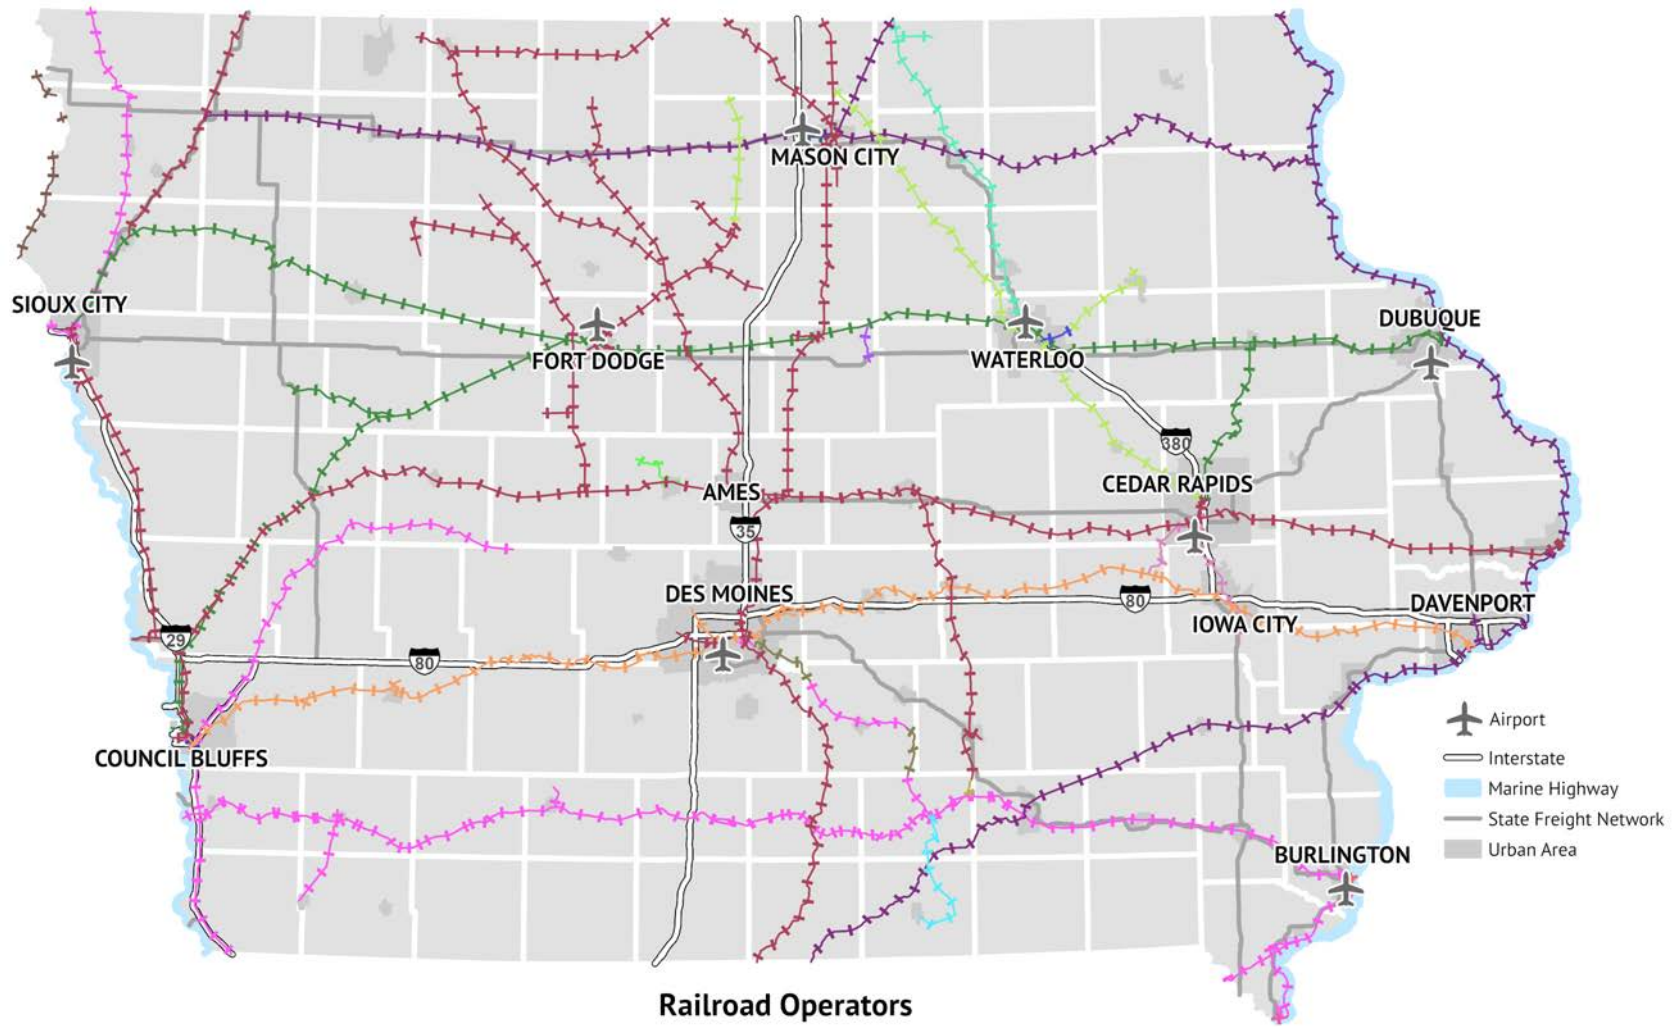 MASON CITY
SIOUX CITY
FORT DODGE
WATERLOO
DUBUQUE
380
CEDAR RAPIDS
AMES
35
DES MOINES
80
DAVENPORT
IOWA CITY
29
80
COUNCIL BLUFFS
BURLINGTON
Airport
Interstate
Marine Highway
State Freight Network
Urban Area
Railroad Operators